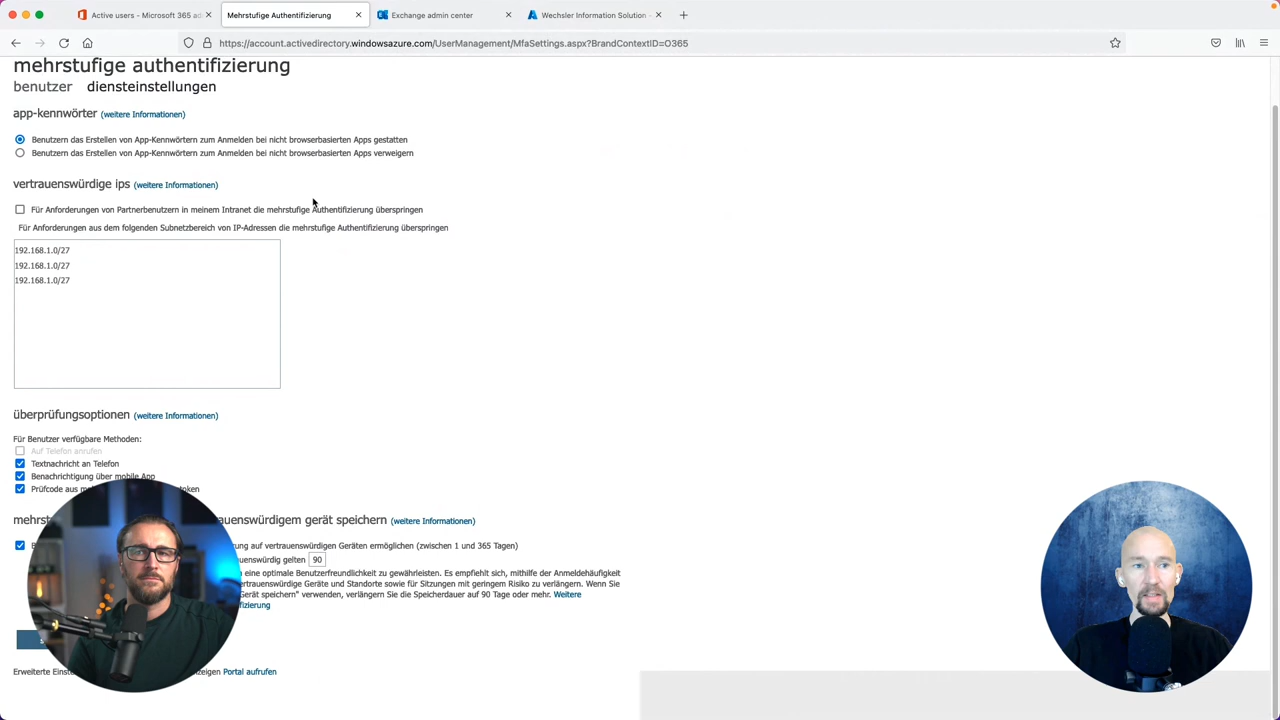 Active users - Microsoft 365 ad
Mehrstufige Authentifizierung
Exchange admin center
Wechsler Information Solution -
https://account.activedirectory.windowsazure.com/UserManagement/MfaSettings.aspx?BrandContextID=O365
mehrstufige authentifizierung
benutzer diensteinstellungen
app-kennwörter (weitere Informationen)
Benutzern das Erstellen von App-Kennwörtern zum Anmelden bei nicht browserbasierten Apps gestatten
Benutzern das Erstellen von App-Kennwörtern zum Anmelden bei nicht browserbasierten Apps verweigern
vertrauenswürdige ips (weitere Informationen)
Für Anforderungen von Partnerbenutzern in meinem Intranet die mehrstufige Authentifizierung überspringen
Für Anforderungen aus dem folgenden Subnetzbereich von IP-Adressen die mehrstufige Authentifizierung überspringen
192.168.1.0/27
192.168.1.0/27
192.168.1.0/27
überprüfungsoptionen (weitere Informationen)
Für Benutzer verfügbare Methoden:
Auf Telefon anrufen
Textnachricht an Telefon
Benachrichtigung über mobile App
Prüfcode aus
gerät speichern (weitere Informationen)
auf vertrauenswürdigen Geräten ermöglichen (zwischen 1 und 365 Tagen)
gelten 90
eine optimale Benutzerfreundlichkeit zu gewährleisten. Es empfiehlt sich, mithilfe der Anmeldehäufigkeit
Geräte und Standorte sowie für Sitzungen mit geringem Risiko zu verlängern. Wenn Sie
Gerät speichern" verwenden, verlängern Sie die Speicherdauer auf 90 Tage oder mehr. Weitere
Erweiterte Portal aufrufen